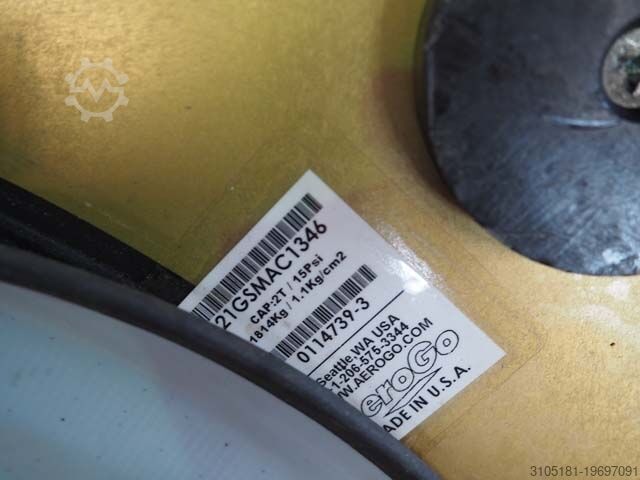 21GSMAC1346
CAP:2T / 15Psi
1814Kg / 1.1Kg/cm2
0114739-3
Seattle, WA USA
1-206-575-3344
WWW.AEROGO.COM
eroGo
MADE IN U.S.A.
3105181-19697091